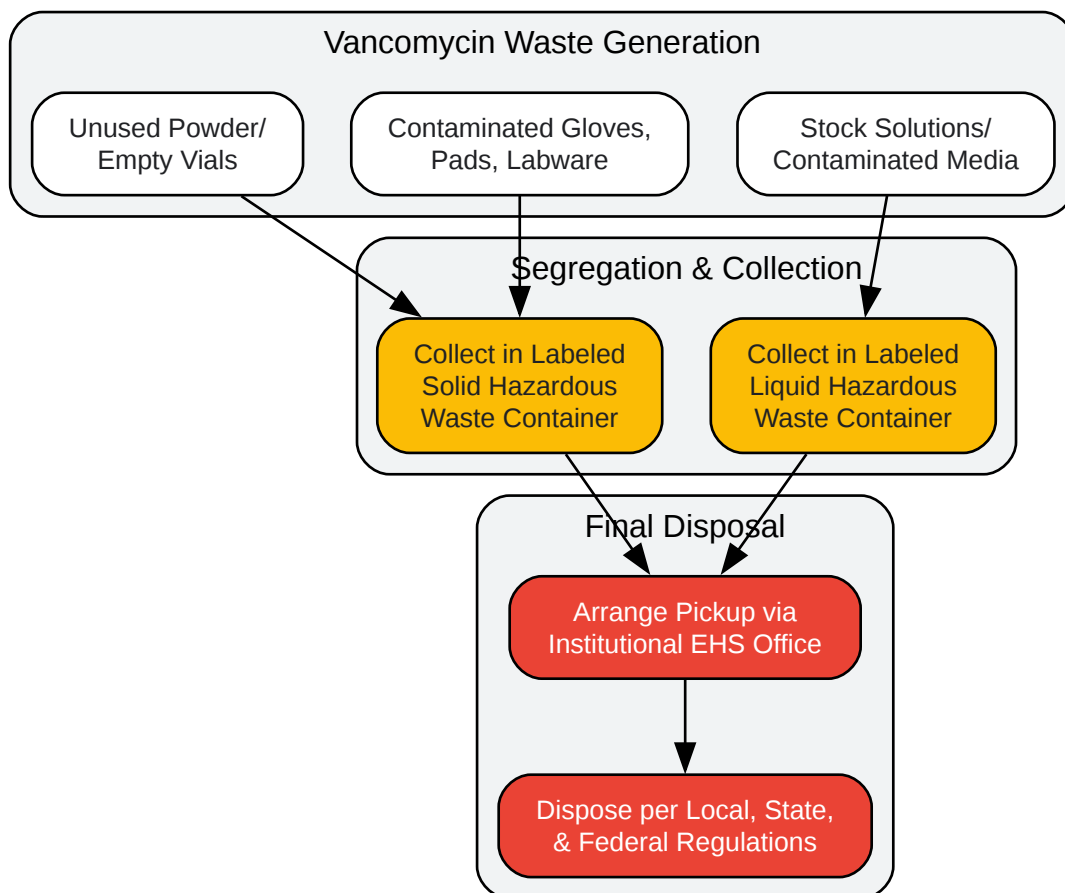 Vancomycin Waste Generation
Unused Powder/
Empty Vials
Contaminated Gloves,
Pads, Labware
Stock Solutions/
Contaminated Media
Segregation & Collection
Collect in Labeled
Solid Hazardous
Waste Container
Collect in Labeled
Liquid Hazardous
Waste Container
Final Disposal
Arrange Pickup via
Institutional EHS Office
Dispose per Local, State,
& Federal Regulations